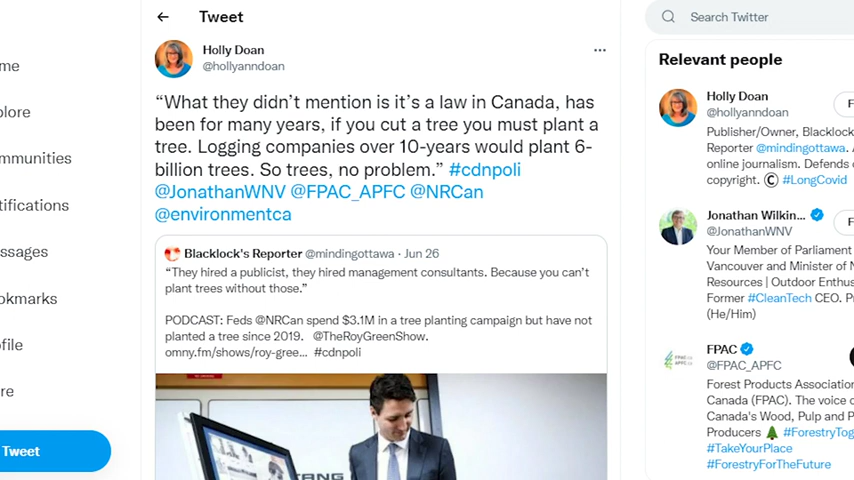 ← Tweet
Search Twitter
me
plore
mmunities
tifications
essages
okmarks
ofile
re
Tweet
Holly Doan
@hollyanndoan
...
“What they didn’t mention is it’s a law in Canada, has
been for many years, if you cut a tree you must plant a
tree. Logging companies over 10-years would plant 6-
billion trees. So trees, no problem.” #cdnpoli
@JonathanWNV @FPAC_APFC @NRCan
@environmentca
Blacklock's Reporter @mindingottawa · Jun 26
“They hired a publicist, they hired management consultants. Because you can’t
plant trees without those.”
PODCAST: Feds @NRCan spend $3.1M in a tree planting campaign but have not
planted a tree since 2019. @TheRoyGreenShow.
omny.fm/shows/roy-gree... #cdnpoli
TANG
Relevant people
Holly Doan
@hollyanndoan
F
Publisher/Owner, Blacklock
Reporter @mindingottawa. A
online journalism. Defends c
copyright. © #LongCovid
Jonathan Wilkin...
@JonathanWNV
F
Your Member of Parliament
Vancouver and Minister of N
Resources | Outdoor Enthus
Former #CleanTech CEO. Pr
(He/Him)
FPAC
@FPAC_APFC
Forest Products Association
Canada (FPAC). The voice o
Canada's Wood, Pulp and P
Producers 🌲 #ForestryTog
#TakeYourPlace
#ForestryForTheFuture